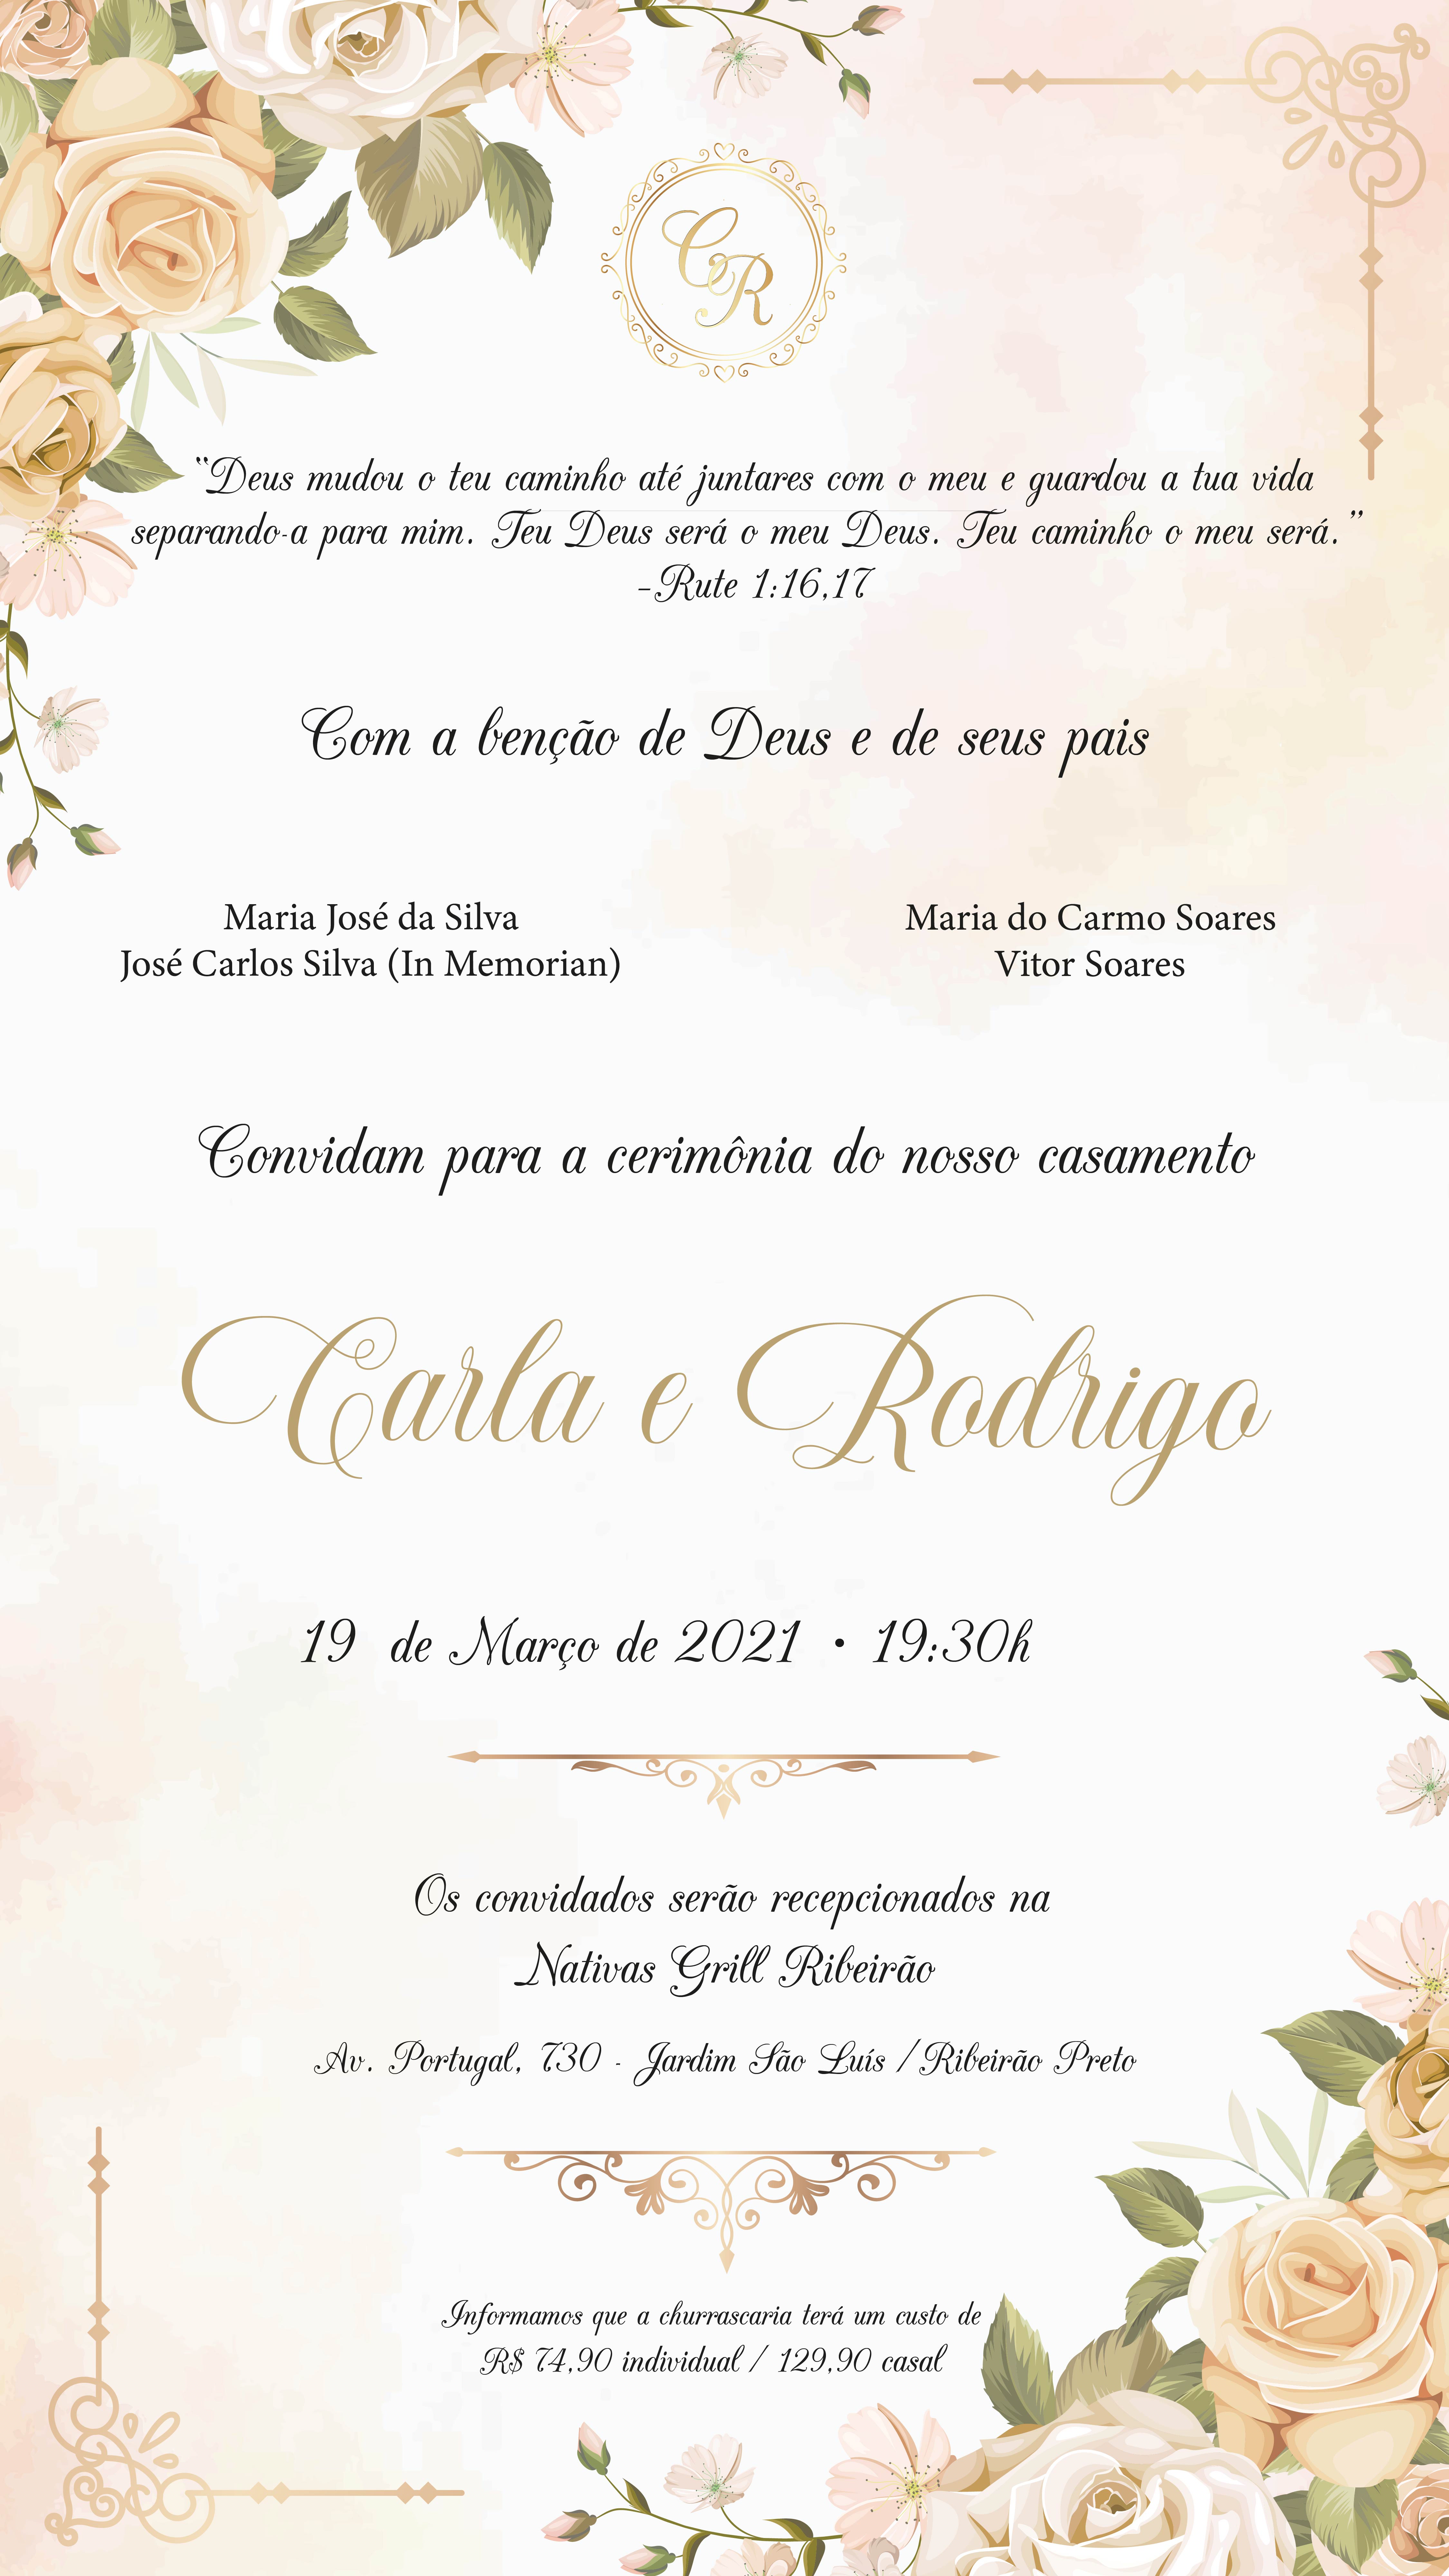 CeR
“Deus mudou o teu caminho até juntares com o meu e guardou a tua vida
separando-a para mim. Teu Deus será o meu Deus. Teu caminho o meu será.”
-Rute 1:16,17
Com a benção de Deus e de seus pais
Maria José da Silva
José Carlos Silva (In Memorian)
Maria do Carmo Soares
Vitor Soares
Convidam para a cerimônia do nosso casamento
Carla e Rodrigo
19 de Março de 2021 • 19:30h
Os convidados serão recepcionados na
Nativas Grill Ribeirão
Av. Portugal, 730 - Jardim São Luís / Ribeirão Preto
Informamos que a churrascaria terá um custo de
R$ 74,90 individual / 129,90 casal